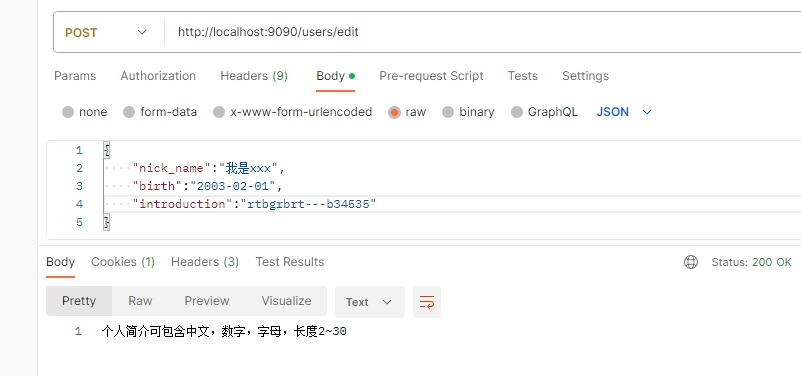 POST http://localhost:9090/users/edit
Params Authorization Headers (9) Body Pre-request Script Tests Settings
none form-data x-www-form-urlencoded raw binary GraphQL JSON
1 {
2 "nick_name":"我是xxx",
3 "birth":"2003-02-01",
4 "introduction":"rtbgrbrt---b34535"
5 }
Body Cookies (1) Headers (3) Test Results Status: 200 OK
Pretty Raw Preview Visualize Text
1 个人简介可包含中文，数字，字母，长度2~30